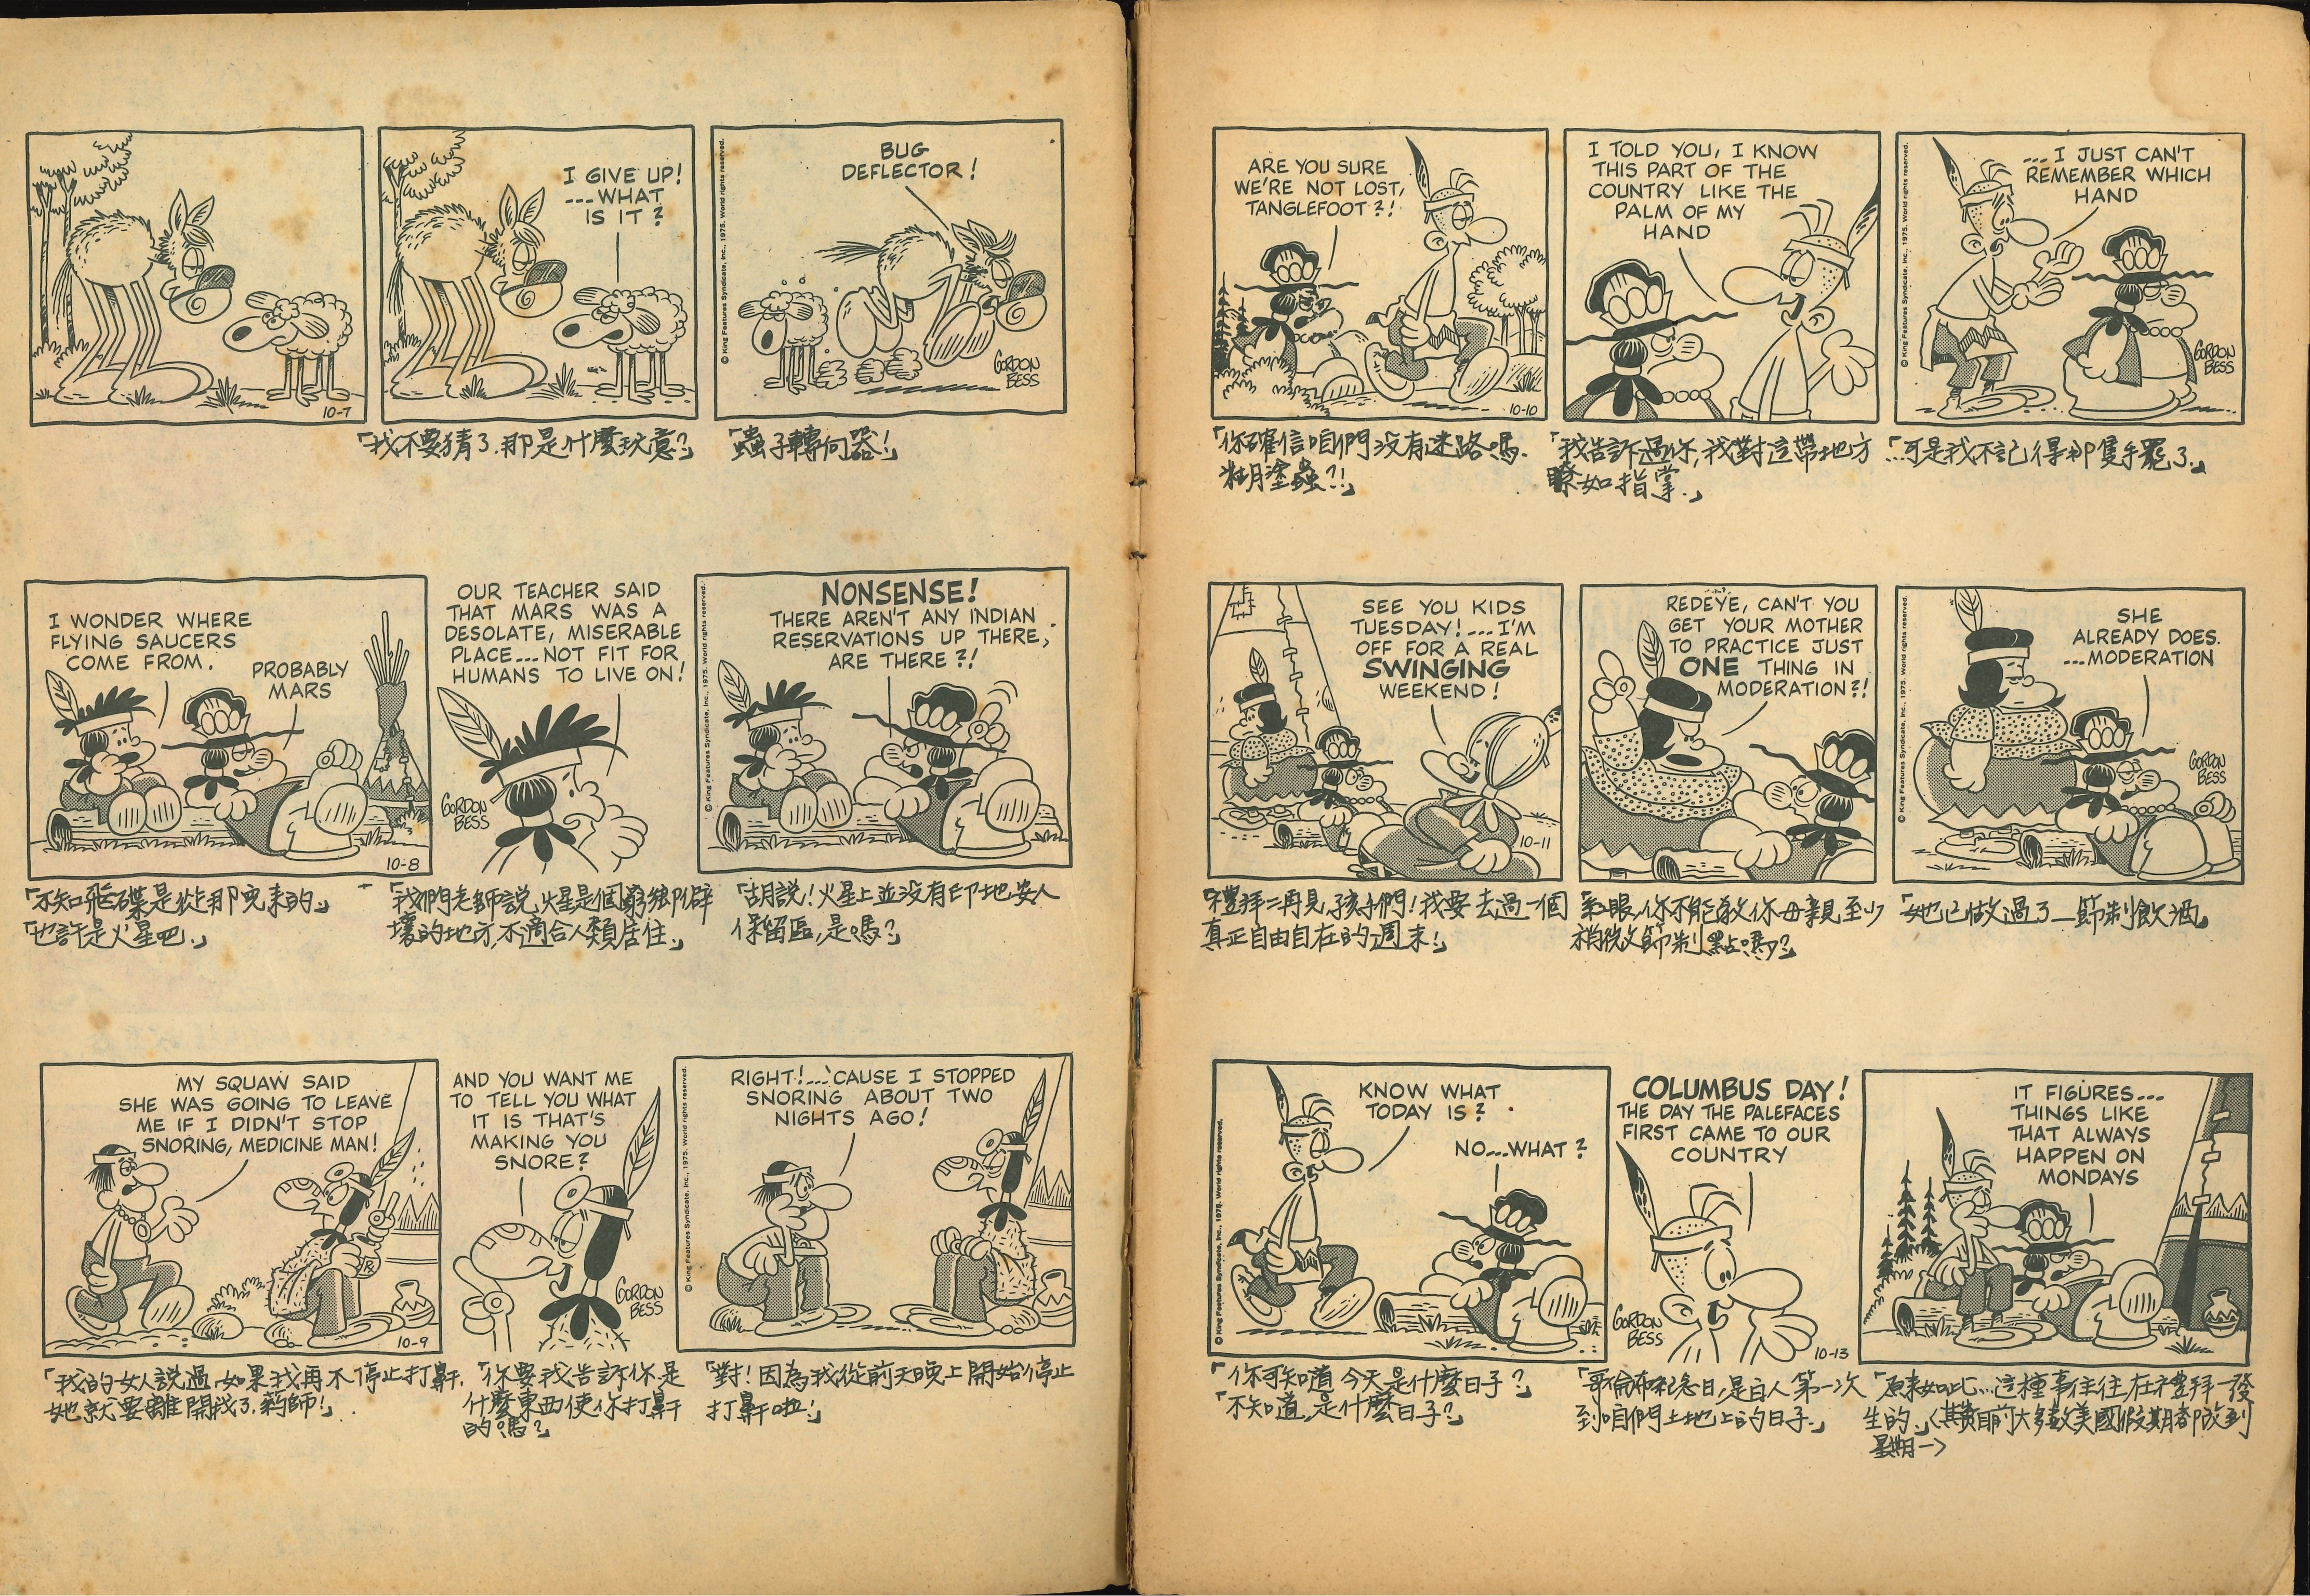 I GIVE UP!
...WHAT
IS IT?
BUG
DEFLECTOR!
© King Features Syndicate, Inc., 1975. World rights reserved.
GORDON
BESS
10-7
「我不要猜了.那是什麼玩意?」
「蟲子轉向器!」
I WONDER WHERE
FLYING SAUCERS
COME FROM.
PROBABLY
MARS
10-8
OUR TEACHER SAID
THAT MARS WAS A
DESOLATE, MISERABLE
PLACE...NOT FIT FOR
HUMANS TO LIVE ON!
GORDON
BESS
NONSENSE!
THERE AREN'T ANY INDIAN
RESERVATIONS UP THERE,
ARE THERE?!
© King Features Syndicate, Inc., 1975. World rights reserved.
「不知飛碟是從那兒來的」
「也許是火星吧.」
「我們老師說,火星是個窮鄉僻
壤的地方,不適合人類居住.」
「胡說!火星上並沒有印地安人
保留區,是嗎?」
MY SQUAW SAID
SHE WAS GOING TO LEAVE
ME IF I DIDN'T STOP
SNORING, MEDICINE MAN!
10-9
AND YOU WANT ME
TO TELL YOU WHAT
IT IS THAT'S
MAKING YOU
SNORE?
GORDON
BESS
RIGHT!...'CAUSE I STOPPED
SNORING ABOUT TWO
NIGHTS AGO!
© King Features Syndicate, Inc., 1975. World rights reserved.
「我的女人說過,如果我再不停止打鼾.
她就要離開我了.葯師!」
「你要我告訴你是
什麼東西使你打鼾
的嗎?」
「對!因為我從前天晚上開始停止
打鼾啦!」
ARE YOU SURE
WE'RE NOT LOST,
TANGLEFOOT?!
10-10
I TOLD YOU, I KNOW
THIS PART OF THE
COUNTRY LIKE THE
PALM OF MY
HAND
...I JUST CAN'T
REMEMBER WHICH
HAND
© King Features Syndicate, Inc., 1975. World rights reserved.
GORDON
BESS
「你確信咱們沒有迷路嗎.
糊塗蟲?!」
「我告訴過你,我對這帶地方
瞭如指掌.」
「...可是我不記得那隻手罷了.」
SEE YOU KIDS
TUESDAY!...I'M
OFF FOR A REAL
SWINGING
WEEKEND!
10-11
REDEYE, CAN'T YOU
GET YOUR MOTHER
TO PRACTICE JUST
ONE THING IN
MODERATION?!
SHE
ALREADY DOES.
...MODERATION
© King Features Syndicate, Inc., 1975. World rights reserved.
GORDON
BESS
「禮拜二再見,孩子們!我要去過一個
真正自由自在的週末!」
「紅眼,你不能教你母親至少
稍微節制點嗎?」
「她已做過了—節制飲酒」
KNOW WHAT
TODAY IS?
NO...WHAT?
© King Features Syndicate, Inc., 1975. World rights reserved.
COLUMBUS DAY!
THE DAY THE PALEFACES
FIRST CAME TO OUR
COUNTRY
GORDON
BESS
10-13
IT FIGURES...
THINGS LIKE
THAT ALWAYS
HAPPEN ON
MONDAYS
「你可知道今天是什麼日子?」
「不知道,是什麼日子?」
「哥倫布紀念日,是白人第一次
到咱們土地上的日子.」
「原來如此...這種事往往在禮拜一發
生的.」(其實目前大多數美國假期都改到
星期一)